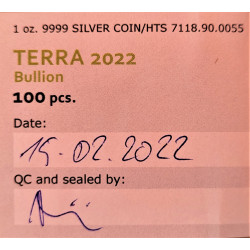 1 oz. 9999 SILVER COIN/HTS 7118.90.0055
TERRA 2022
Bullion
100 pcs.
Date:
15.02.2022
QC and sealed by: